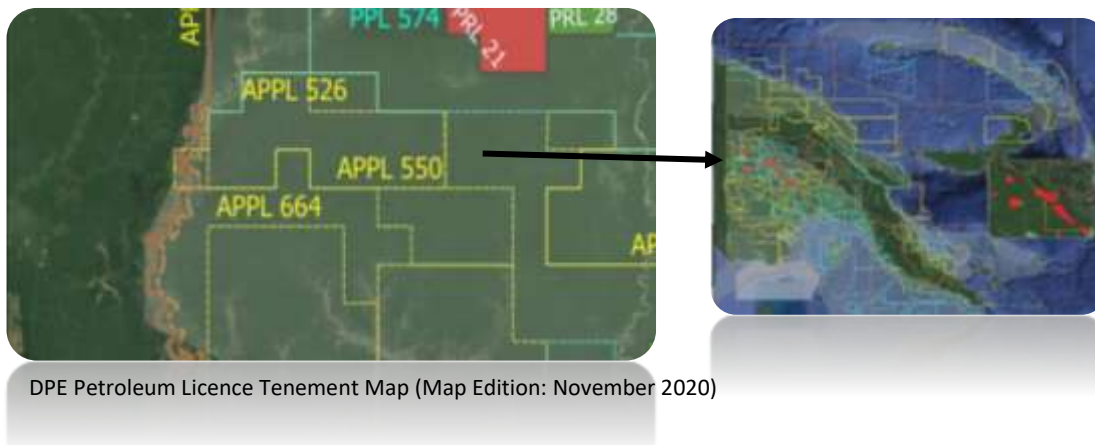 PPL 574
PRL 21
PRL 28
APPL 526
APPL 550
APPL 664
DPE Petroleum Licence Tenement Map (Map Edition: November 2020)